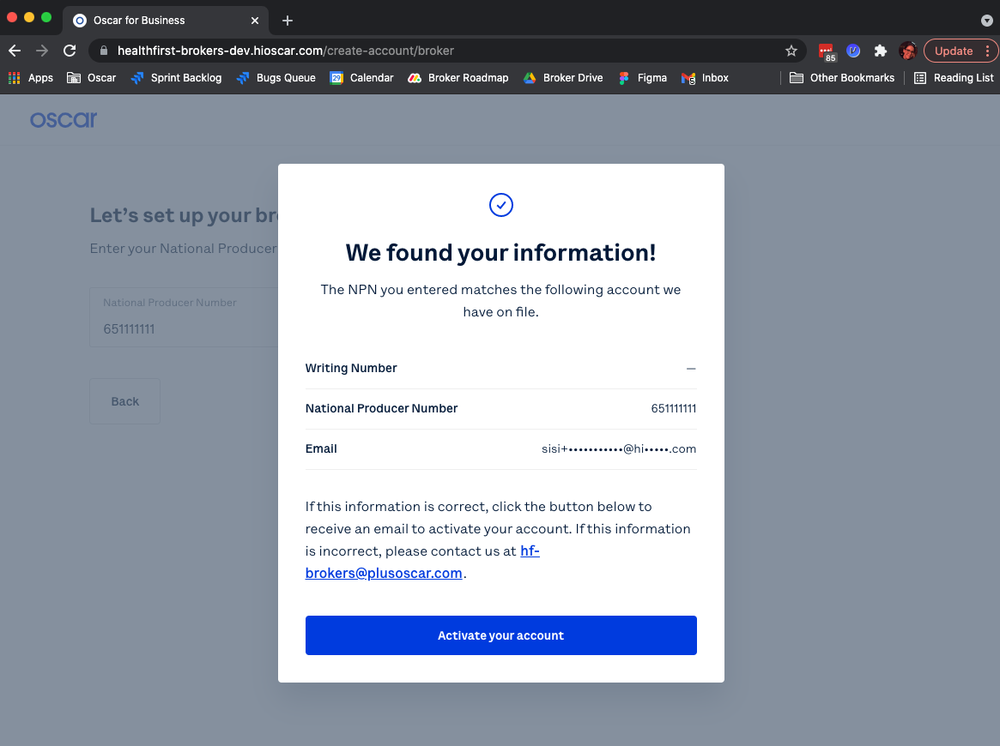 Oscar for Business
healthfirst-brokers-dev.hioscar.com/create-account/broker
85
Update
Apps
Oscar
Sprint Backlog
Bugs Queue
29
Calendar
Broker Roadmap
Broker Drive
Figma
5
Inbox
Other Bookmarks
Reading List
oscar
Let's set up your br
Enter your National Producer
National Producer Number
651111111
Back
We found your information!
The NPN you entered matches the following account we
have on file.
Writing Number —
National Producer Number 651111111
Email sisi+•••••••••••@hi•••••.com
If this information is correct, click the button below to
receive an email to activate your account. If this information
is incorrect, please contact us at hf-
brokers@plusoscar.com.
Activate your account